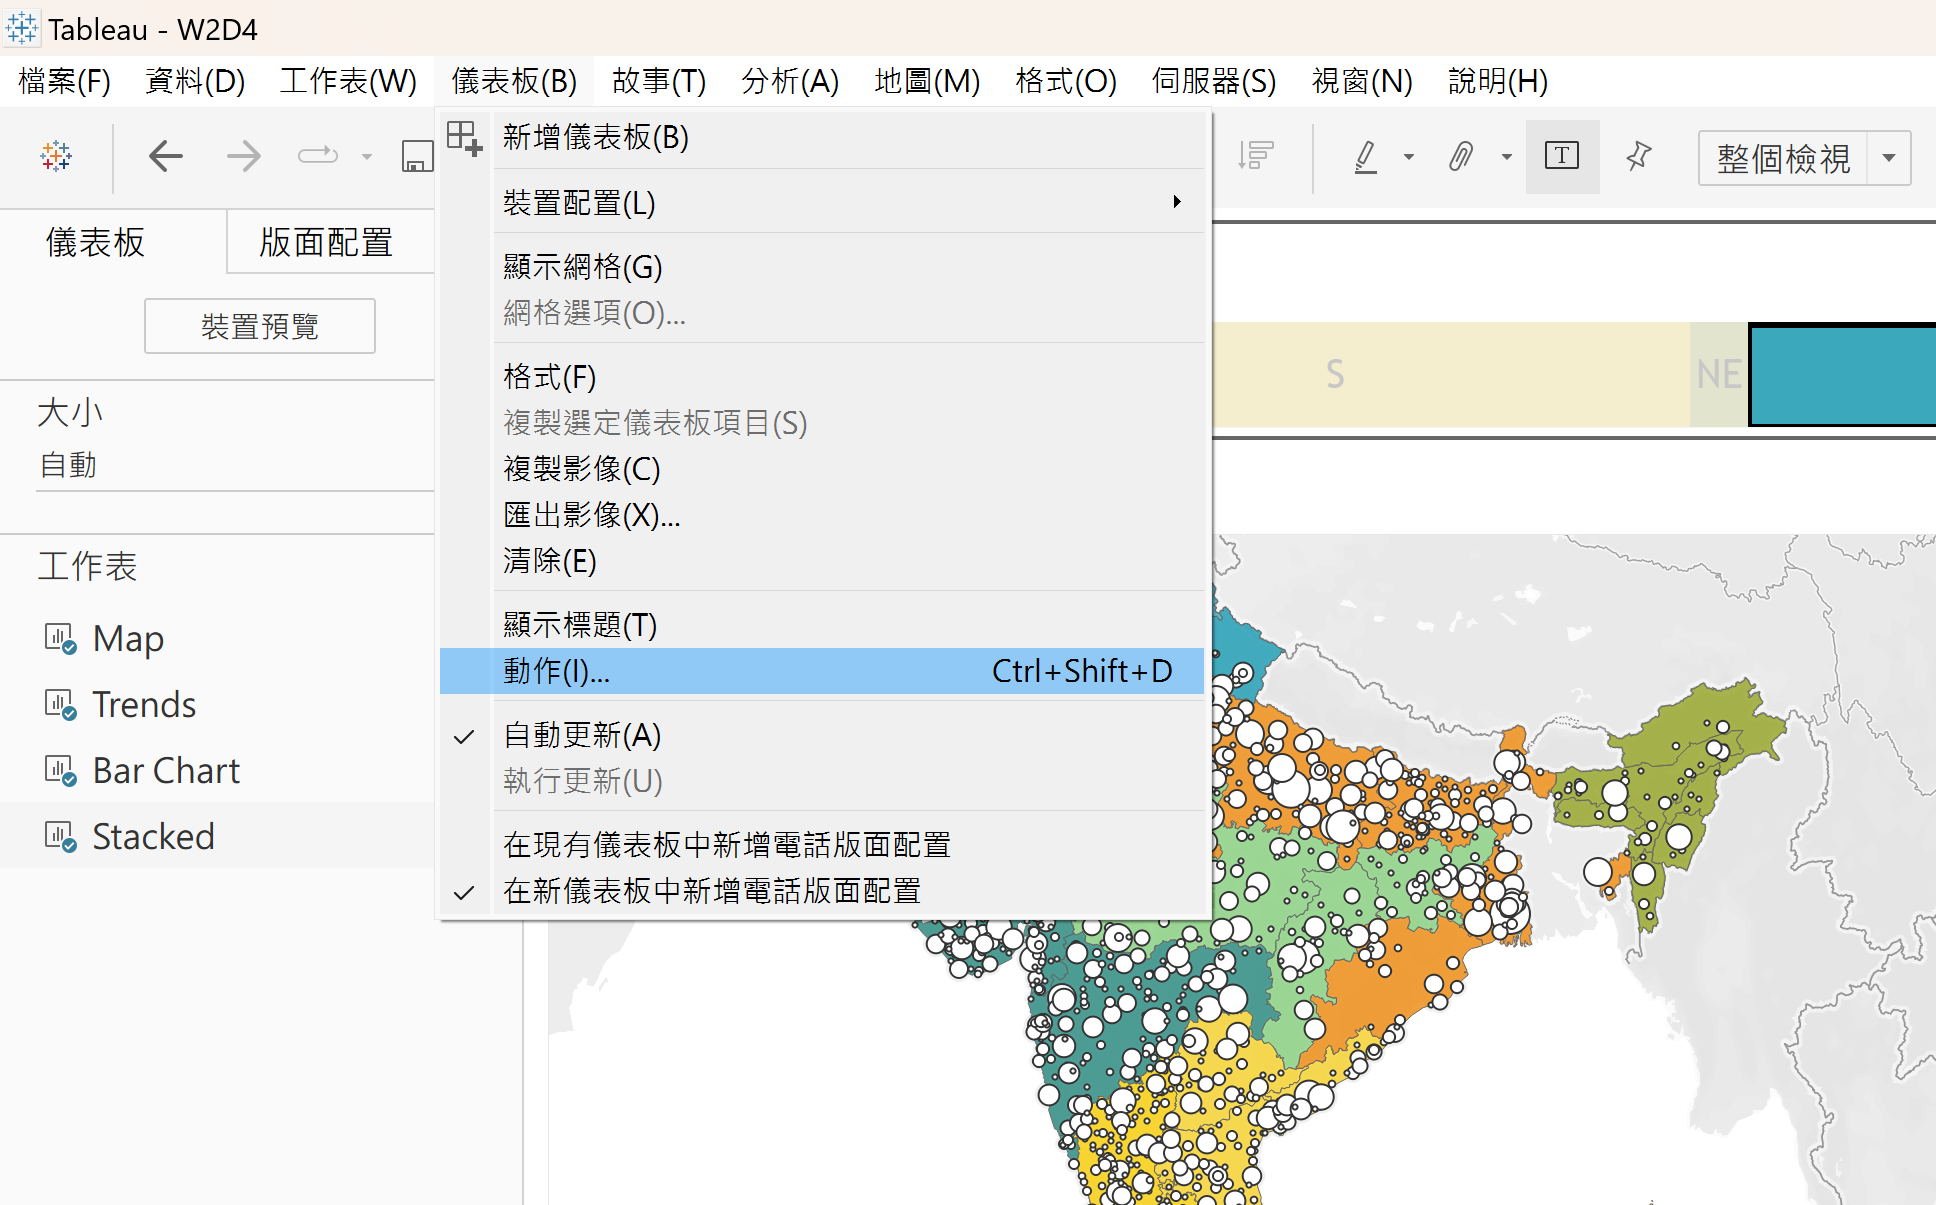 Tableau - W2D4
檔案(F) 資料(D) 工作表(W) 儀表板(B) 故事(T) 分析(A) 地圖(M) 格式(O) 伺服器(S) 視窗(N) 說明(H)
新增儀表板(B)
T
整個檢視
裝置配置(L)
儀表板
版面配置
顯示網格(G)
網格選項(O)...
裝置預覽
格式(F)
S
NE
複製選定儀表板項目(S)
大小
自動
複製影像(C)
匯出影像(X)...
清除(E)
工作表
顯示標題(T)
Map
動作(I)... Ctrl+Shift+D
Trends
自動更新(A)
Bar Chart
執行更新(U)
Stacked
在現有儀表板中新增電話版面配置
在新儀表板中新增電話版面配置